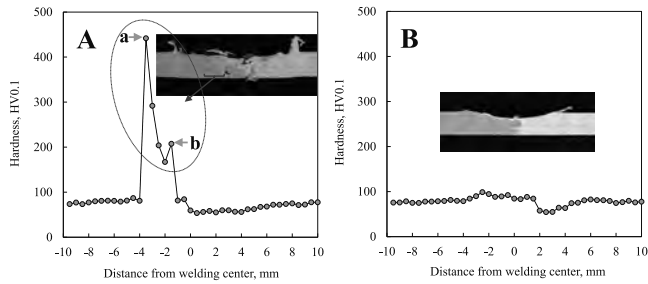 500
400
300
200
100
0
Hardness, HV0.1
A
a
b
-10 -8 -6 -4 -2 0 2 4 6 8 10
Distance from welding center, mm
500
400
300
200
100
0
Hardness, HV0.1
B
-10 -8 -6 -4 -2 0 2 4 6 8 10
Distance from welding center, mm